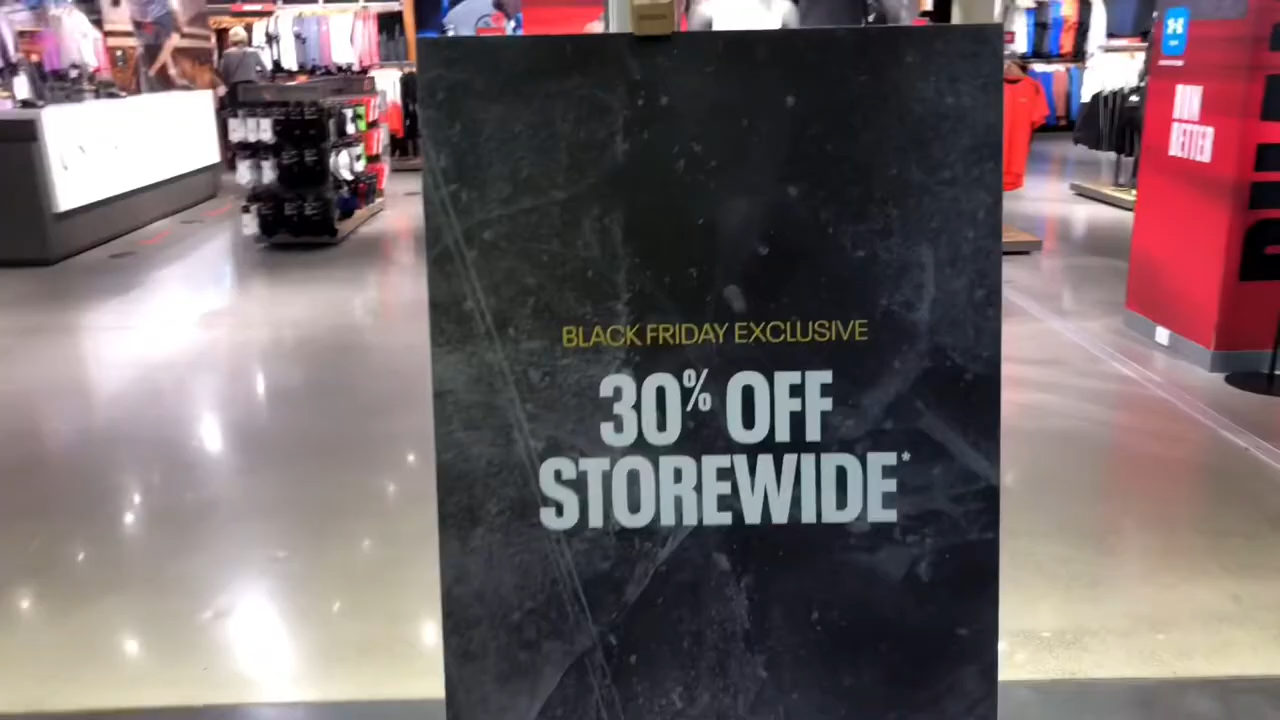 BLACK FRIDAY EXCLUSIVE
30% OFF
STOREWIDE*
RUN
BETTER